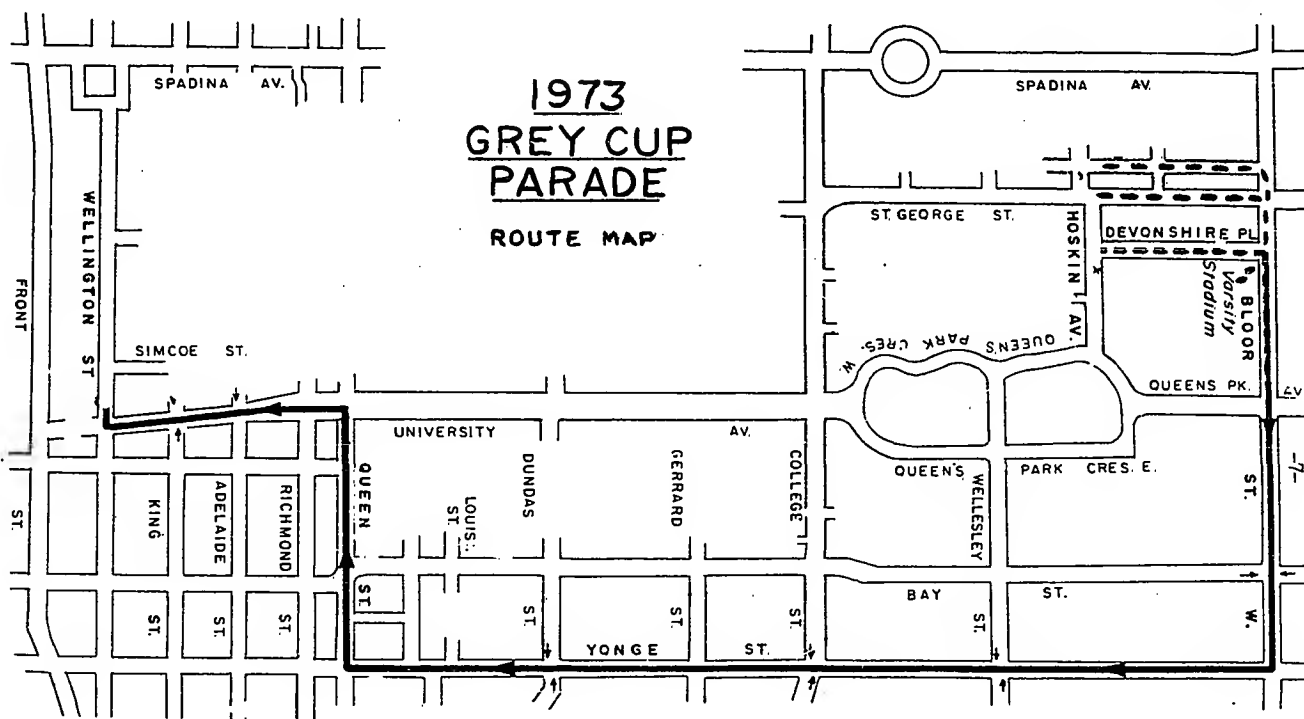 1973
GREY CUP
PARADE
ROUTE MAP
SPADINA AV.
SPADINA AV.
WELLINGTON ST
FRONT
ST.
SIMCOE ST.
ST. GEORGE ST.
HOSKIN AV.
DEVONSHIRE PL.
Varsity
Stadium
BLOOR
ST.
W.
QUEEN'S PARK CRES. W.
QUEENS PK.
AV
UNIVERSITY AV.
QUEEN'S PARK CRES. E.
KING
ST.
ADELAIDE
ST.
RICHMOND
ST.
QUEEN
ST.
LOUIS:
ST.
DUNDAS
ST.
GERRARD
ST.
COLLEGE
ST.
WELLESLEY
ST.
BAY ST.
YONGE ST.
-7-